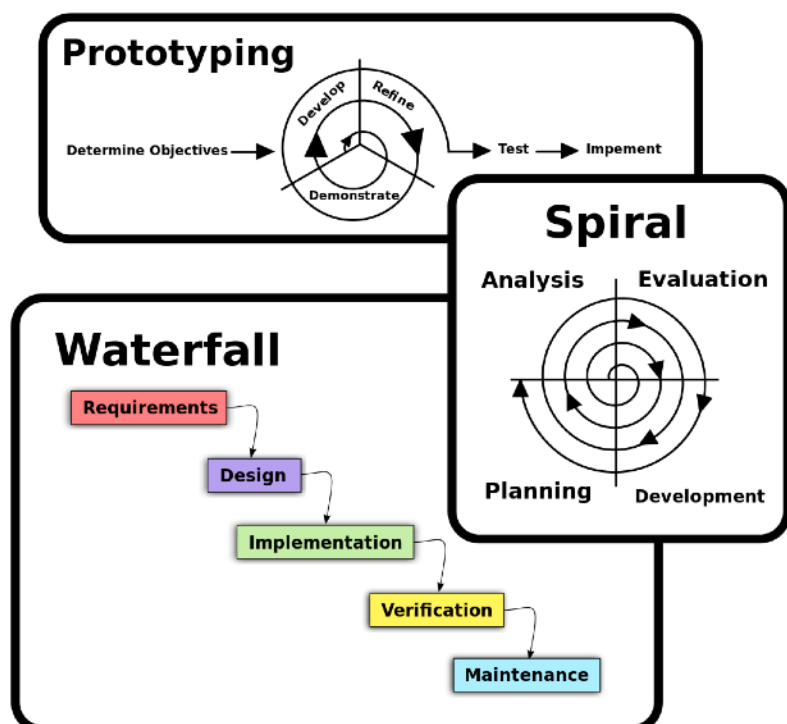 Prototyping
Develop
Refine
Determine Objectives
Test
Impement
Demonstrate
Spiral
Analysis
Evaluation
Planning
Development
Waterfall
Requirements
Design
Implementation
Verification
Maintenance